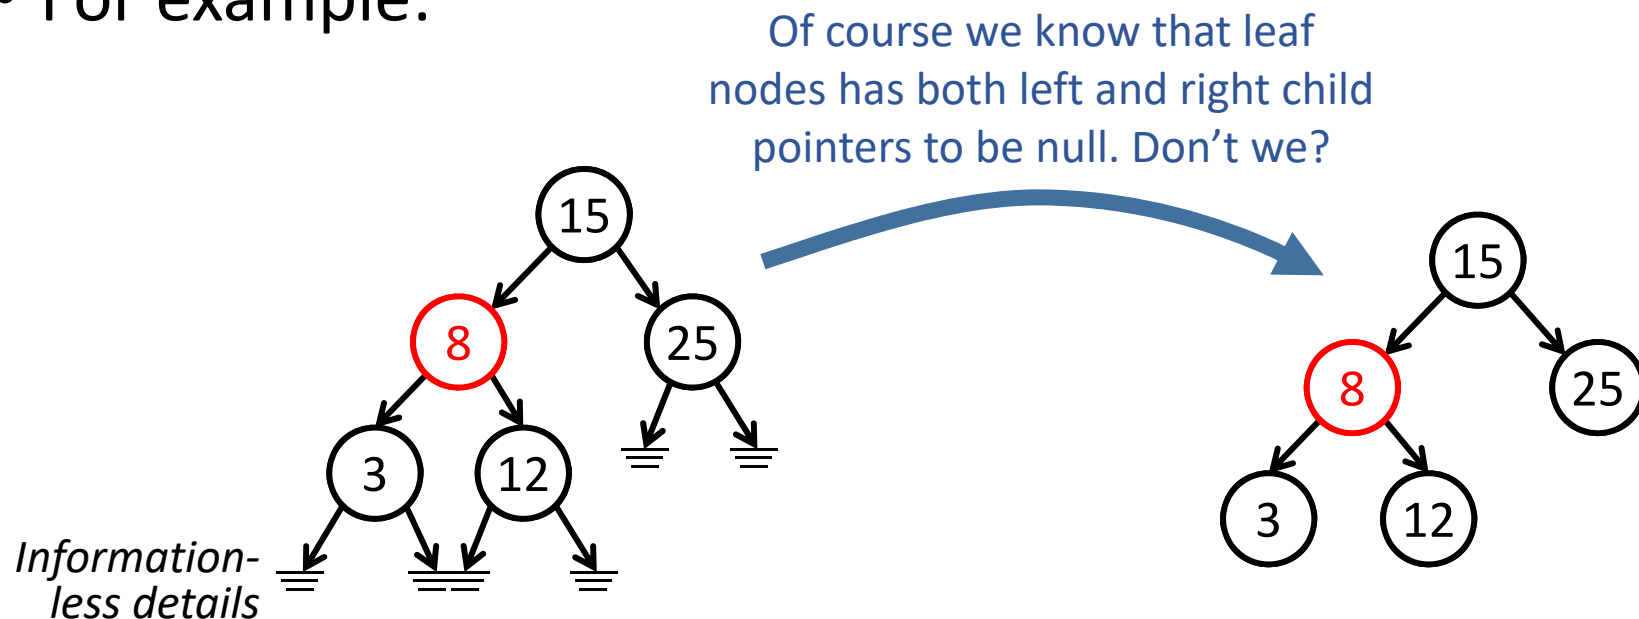 • For example:
Of course we know that leaf
nodes has both left and right child
pointers to be null. Don’t we?
15
8
25
3
12
Information-
less details
15
8
25
3
12